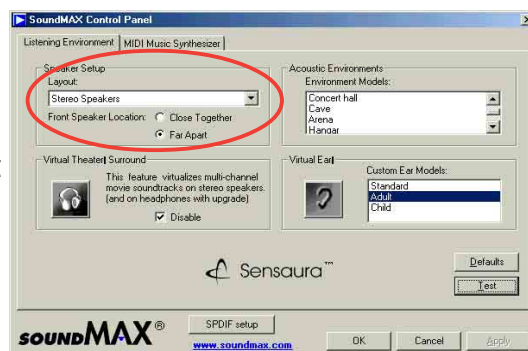 SoundMAX Control Panel
Listening Environment
MIDI Music Synthesizer
Speaker Setup
Layout:
Stereo Speakers
Front Speaker Location:
Close Together
Far Apart
Acoustic Environments
Environment Models:
Concert hall
Cave
Arena
Hangar
Virtual Theater Surround
This feature virtualizes multi-channel
movie soundtracks on stereo speakers.
(and on headphones with upgrade)
Disable
Virtual Ear
Custom Ear Models:
Standard
Adult
Child
Sensaura™
Defaults
Test
SOUNDMAX®
SPDIF setup
www.soundmax.com
OK
Cancel
Apply